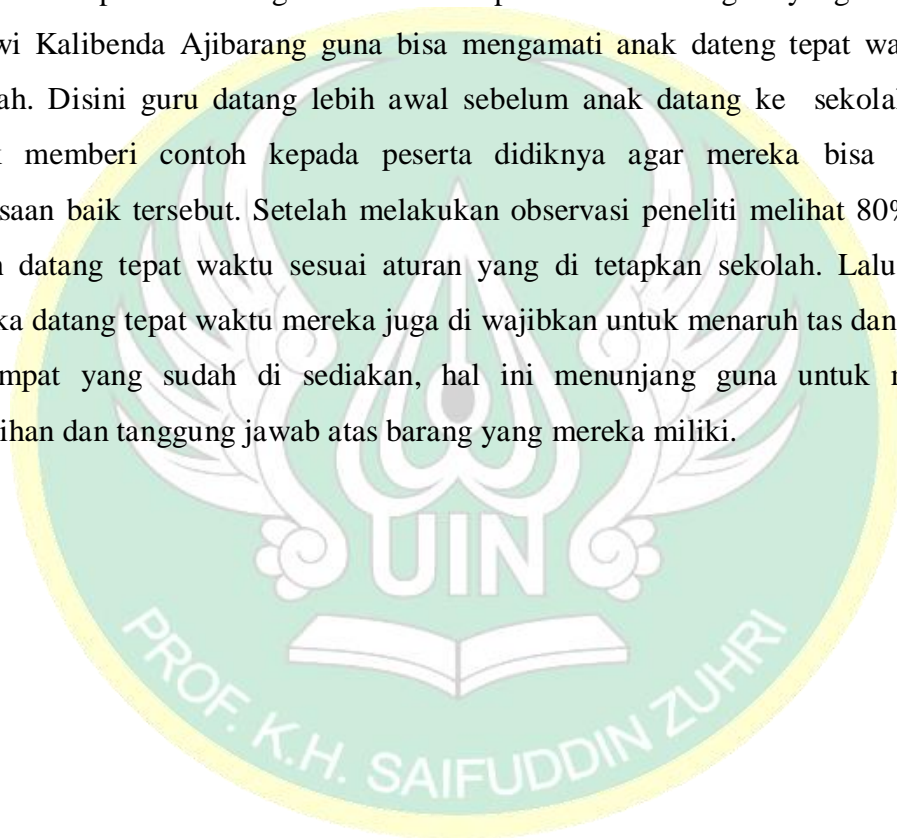 wi Kalibenda Ajibarang guna bisa mengamati anak dateng tepat wa
ah. Disini guru datang lebih awal sebelum anak datang ke sekola
memberi contoh kepada peserta didiknya agar mereka bisa
saan baik tersebut. Setelah melakukan observasi peneliti melihat 80%
datang tepat waktu sesuai aturan yang di tetapkan sekolah. Lalu
ka datang tepat waktu mereka juga di wajibkan untuk menaruh tas dan
mpat yang sudah di sediakan, hal ini menunjang guna untuk
ihan dan tanggung jawab atas barang yang mereka miliki.
UIN
PROF. K.H. SAIFUDDIN ZUHRI